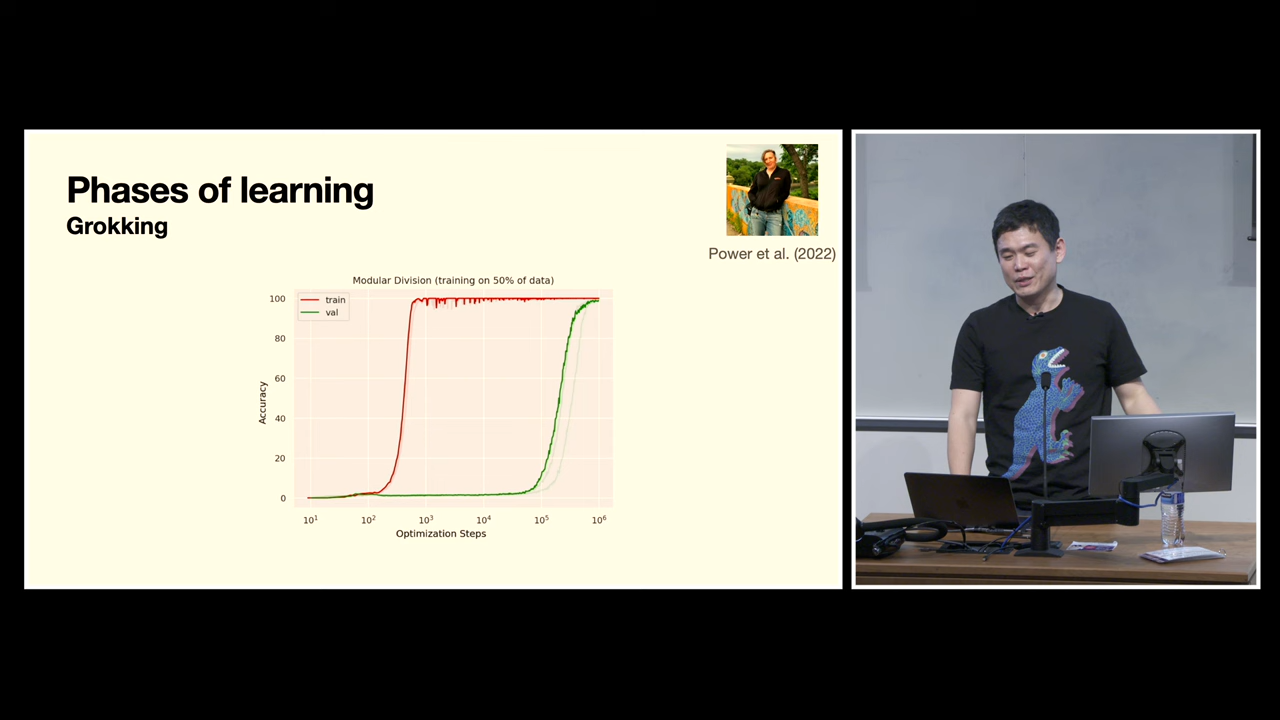 Phases of learning
Grokking
Power et al. (2022)
Modular Division (training on 50% of data)
train
val
100
80
60
40
20
0
Accuracy
10¹ 10² 10³ 10⁴ 10⁵ 10⁶
Optimization Steps